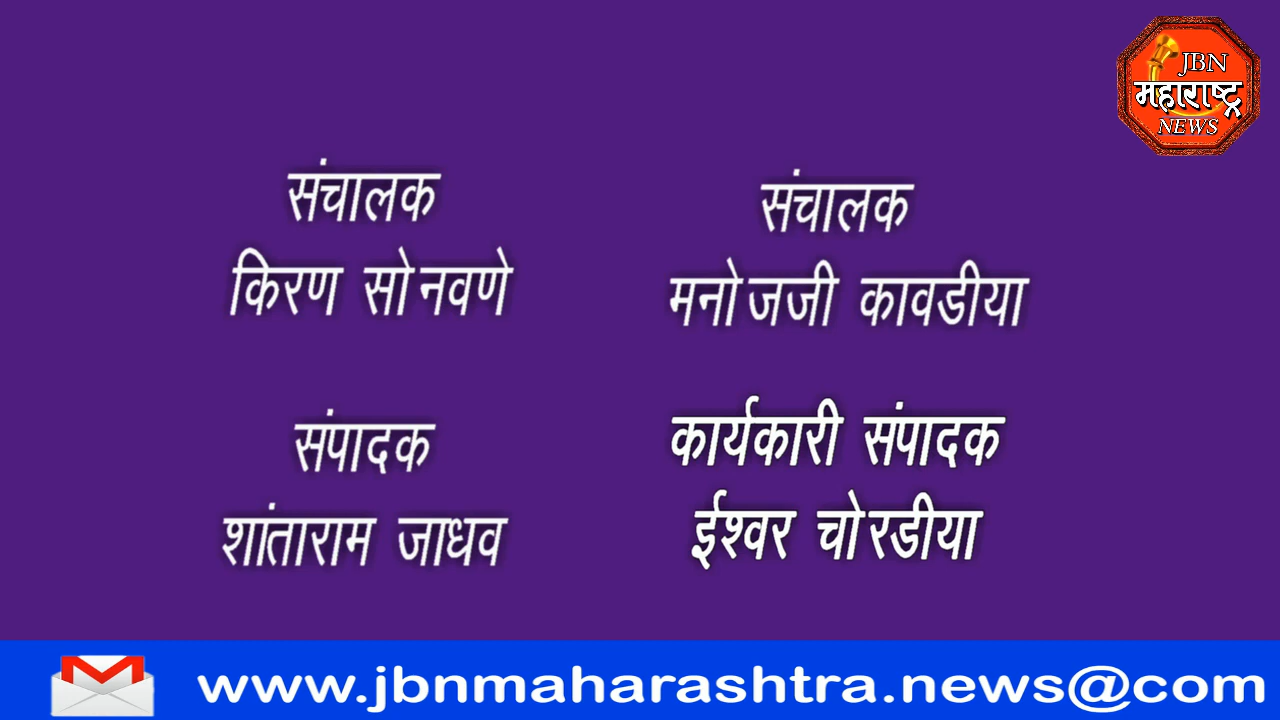 JBN
महाराष्ट्र
NEWS
संचालक
किरण सोनवणे
संचालक
मनोजजी कावडीया
संपादक
शांताराम जाधव
कार्यकारी संपादक
ईश्वर चोरडीया
www.jbnmaharashtra.news@com